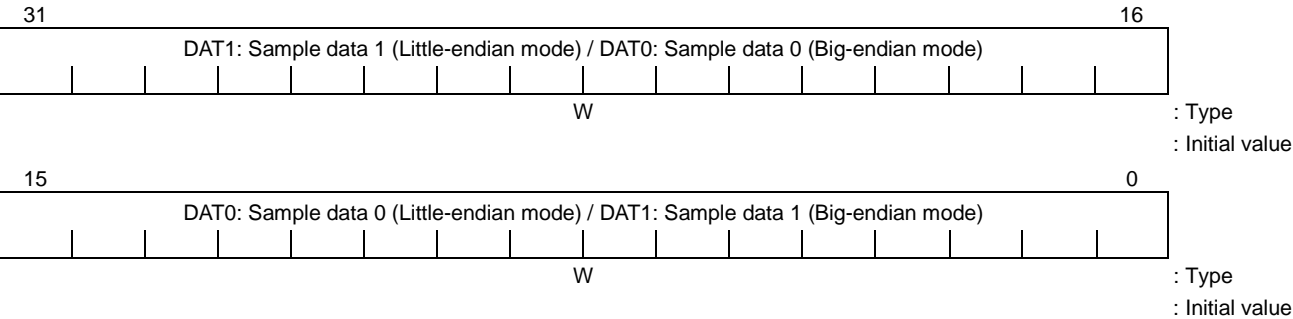 31 16
DAT1: Sample data 1 (Little-endian mode) / DAT0: Sample data 0 (Big-endian mode)
W : Type
: Initial value
15 0
DAT0: Sample data 0 (Little-endian mode) / DAT1: Sample data 1 (Big-endian mode)
W : Type
: Initial value